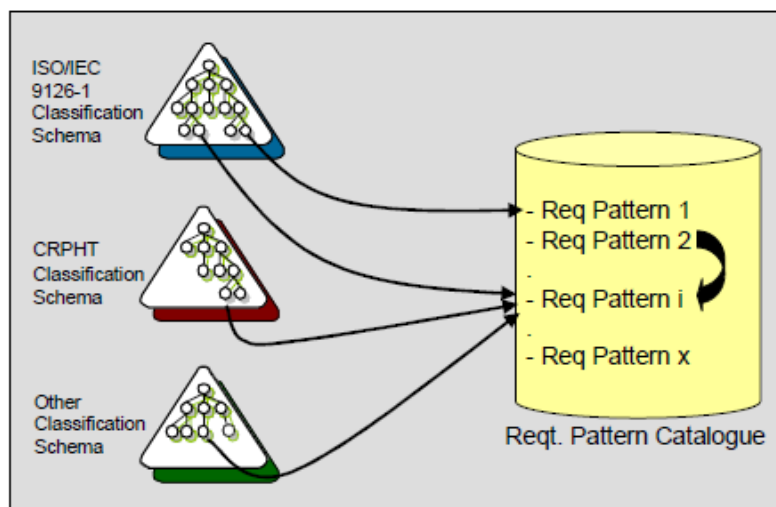 ISO/IEC
9126-1
Classification
Schema
CRPHT
Classification
Schema
Other
Classification
Schema
- Req Pattern 1
- Req Pattern 2
.
- Req Pattern i
.
- Req Pattern x
Reqt. Pattern Catalogue